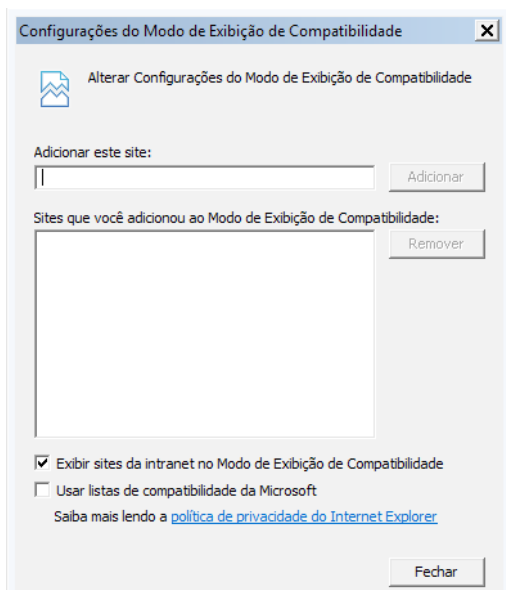 Configurações do Modo de Exibição de Compatibilidade
Alterar Configurações do Modo de Exibição de Compatibilidade
Adicionar este site:
Adicionar
Sites que você adicionou ao Modo de Exibição de Compatibilidade:
Remover
Exibir sites da intranet no Modo de Exibição de Compatibilidade
Usar listas de compatibilidade da Microsoft
Saiba mais lendo a política de privacidade do Internet Explorer
Fechar